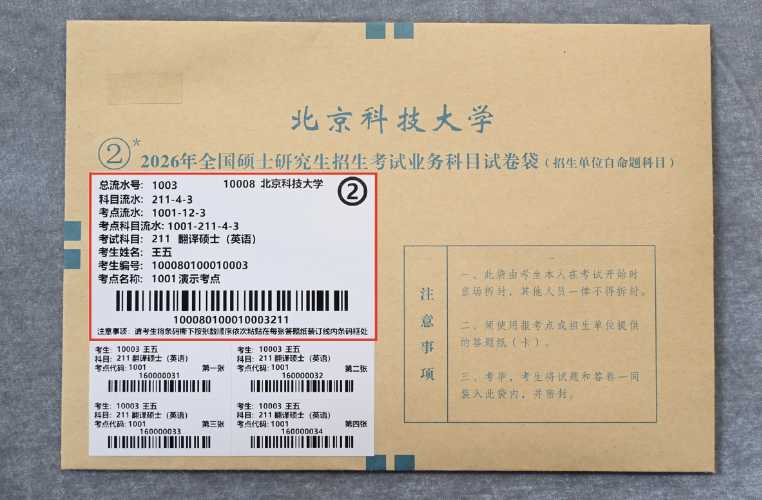 北京科技大学
②* 2026年全国硕士研究生招生考试业务科目试卷袋(招生单位自命题科目)
总流水号: 1003 10008 北京科技大学 ②
科目流水: 211-4-3
考点流水: 1001-12-3
考点科目流水: 1001-211-4-3
考试科目: 211 翻译硕士(英语)
考生姓名: 王五
考生编号: 100080100010003
考点名称: 1001演示考点
100080100010003211
注意事项: 请考生将条码撕下按张数顺序依次粘贴在每张答题纸装订线内条码框处
考生: 10003 王五
科目: 211 翻译硕士(英语)
考点代码: 1001 第一张
160000031
考生: 10003 王五
科目: 211 翻译硕士(英语)
考点代码: 1001 第二张
160000032
考生: 10003 王五
科目: 211 翻译硕士(英语)
考点代码: 1001 第三张
160000033
考生: 10003 王五
科目: 211 翻译硕士(英语)
考点代码: 1001 第四张
160000034
注意事项
一、此袋由考生本人在考试开始时
当场拆封,其他人员一律不得拆封。
二、须使用报考点或招生单位提供
的答题纸(卡)。
三、考毕,考生将试题和答卷一同
装入此袋内,并密封。